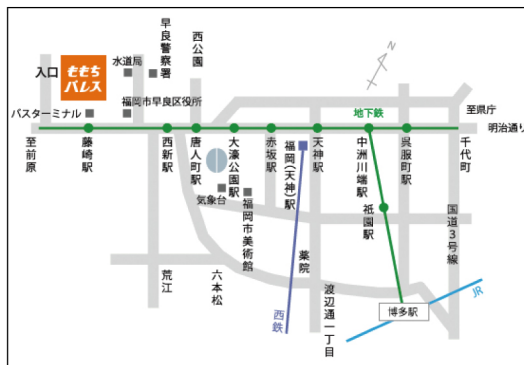 入口
ももち
パレス
水道局
早良警察署
西公園
N
バスターミナル
福岡市早良区役所
地下鉄
至県庁
明治通り
至前原
藤崎駅
西新駅
唐人町駅
大濠公園駅
赤坂駅
福岡(天神)駅
天神駅
中洲川端駅
呉服町駅
千代町
気象台
福岡市美術館
祇園駅
国道3号線
薬院
荒江
六本松
西鉄
渡辺通一丁目
博多駅
JR